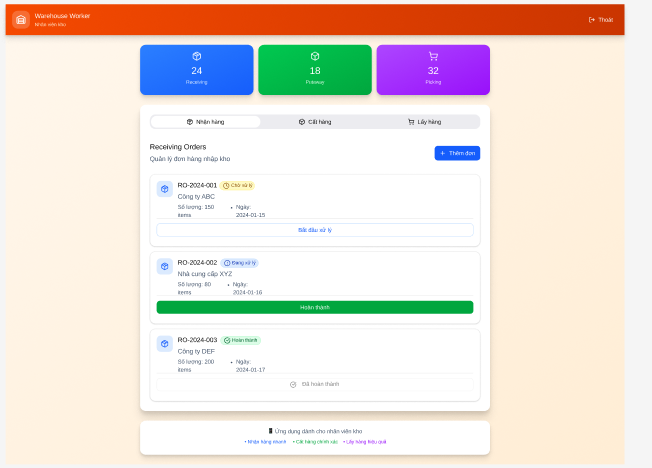 Warehouse Worker
Nhân viên kho
Thoát
24
Receiving
18
Putaway
32
Picking
Nhận hàng
Cất hàng
Lấy hàng
Receiving Orders
Quản lý đơn hàng nhập kho
+ Thêm đơn
RO-2024-001 Chờ xử lý
Công ty ABC
Số lượng: 150 items • Ngày: 2024-01-15
Bắt đầu xử lý
RO-2024-002 Đang xử lý
Nhà cung cấp XYZ
Số lượng: 80 items • Ngày: 2024-01-16
Hoàn thành
RO-2024-003 Hoàn thành
Công ty DEF
Số lượng: 200 items • Ngày: 2024-01-17
Đã hoàn thành
Ứng dụng dành cho nhân viên kho
• Nhận hàng nhanh • Cất hàng chính xác • Lấy hàng hiệu quả